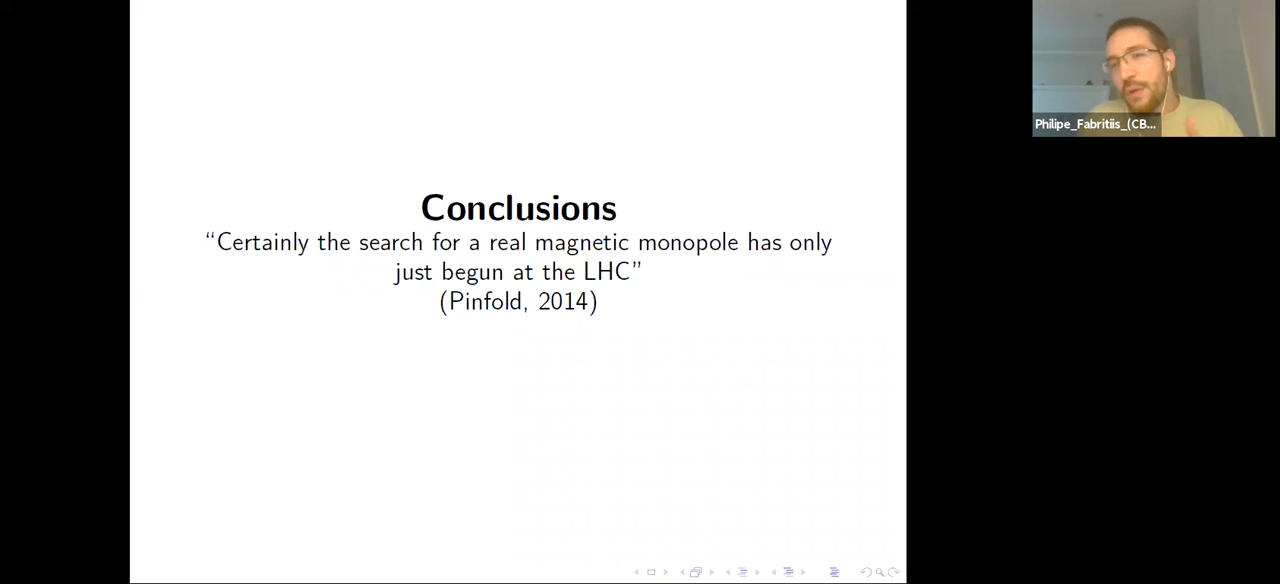 Conclusions
“Certainly the search for a real magnetic monopole has only
just begun at the LHC”
(Pinfold, 2014)
Philipe_Fabritiis_(CB...